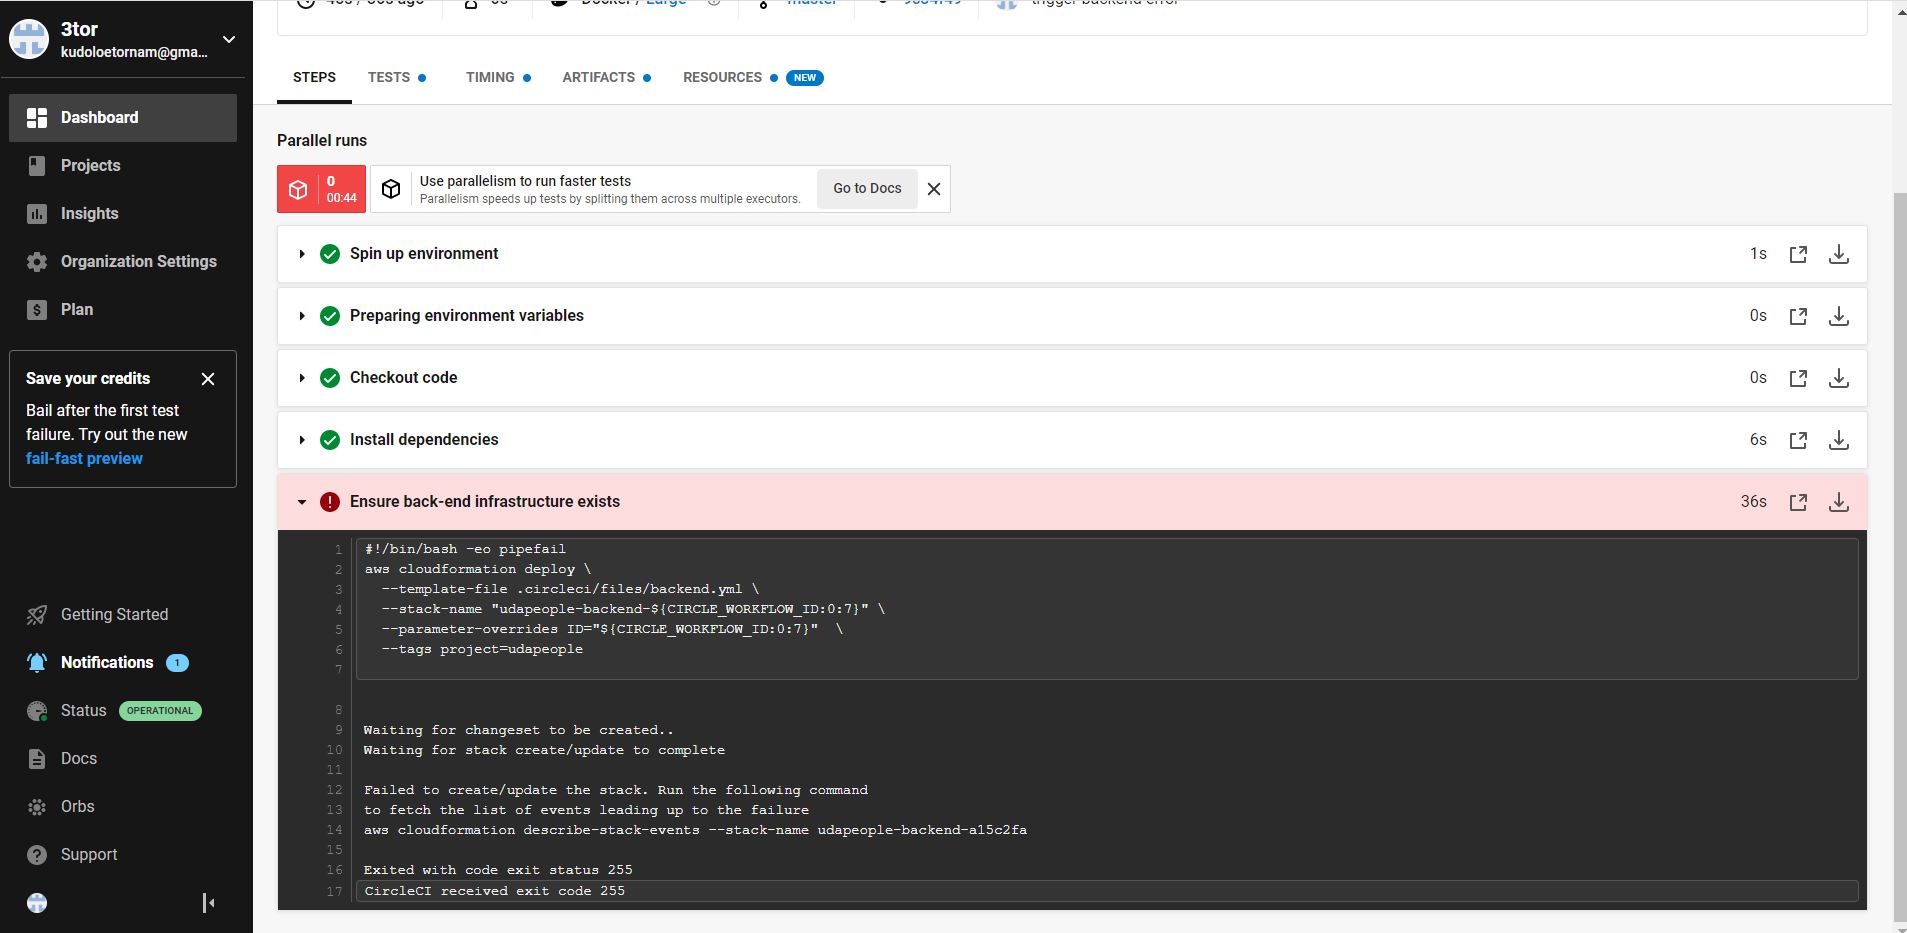 3tor
kudoloetornam@gma...
Dashboard
Projects
Insights
Organization Settings
Plan
Save your credits
Bail after the first test
failure. Try out the new
fail-fast preview
Getting Started
Notifications 1
Status OPERATIONAL
Docs
Orbs
Support
Docker / Large
master
trigger backend error
STEPS TESTS TIMING ARTIFACTS RESOURCES NEW
Parallel runs
0
00:44
Use parallelism to run faster tests
Parallelism speeds up tests by splitting them across multiple executors.
Go to Docs
Spin up environment 1s
Preparing environment variables 0s
Checkout code 0s
Install dependencies 6s
Ensure back-end infrastructure exists 36s
1 #!/bin/bash -eo pipefail
2 aws cloudformation deploy \
3 --template-file .circleci/files/backend.yml \
4 --stack-name "udapeople-backend-${CIRCLE_WORKFLOW_ID:0:7}" \
5 --parameter-overrides ID="${CIRCLE_WORKFLOW_ID:0:7}" \
6 --tags project=udapeople
7
8
9 Waiting for changeset to be created..
10 Waiting for stack create/update to complete
11
12 Failed to create/update the stack. Run the following command
13 to fetch the list of events leading up to the failure
14 aws cloudformation describe-stack-events --stack-name udapeople-backend-a15c2fa
15
16 Exited with code exit status 255
17 CircleCI received exit code 255